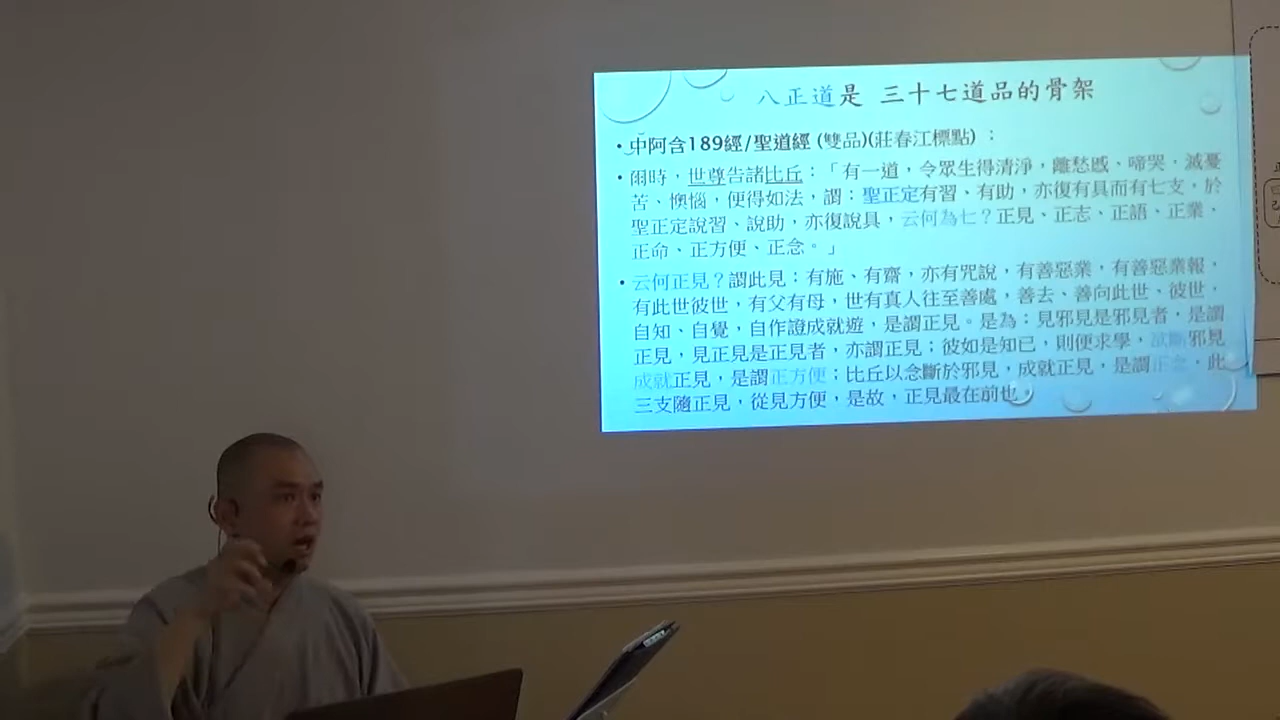 八正道是 三十七道品的骨架
• 中阿含189經/聖道經 (雙品)(莊春江標點) ：
• 爾時，世尊告諸比丘：「有一道，令眾生得清淨，離愁慼、啼哭，滅憂
苦、懊惱，便得如法，謂：聖正定有習、有助，亦復有具而有七支，於
聖正定說習、說助，亦復說具，云何為七？正見、正志、正語、正業、
正命、正方便、正念。」
• 云何正見？謂此見：有施、有齋，亦有咒說，有善惡業，有善惡業報，
有此世彼世，有父有母，世有真人往至善處，善去、善向此世、彼世，
自知、自覺，自作證成就遊，是謂正見。是為：見邪見是邪見者，是謂
正見，見正見是正見者，亦謂正見；彼如是知已，則便求學，欲斷邪見
成就正見，是謂正方便；比丘以念斷於邪見，成就正見，是謂正念，此
三支隨正見，從見方便，是故，正見最在前也。